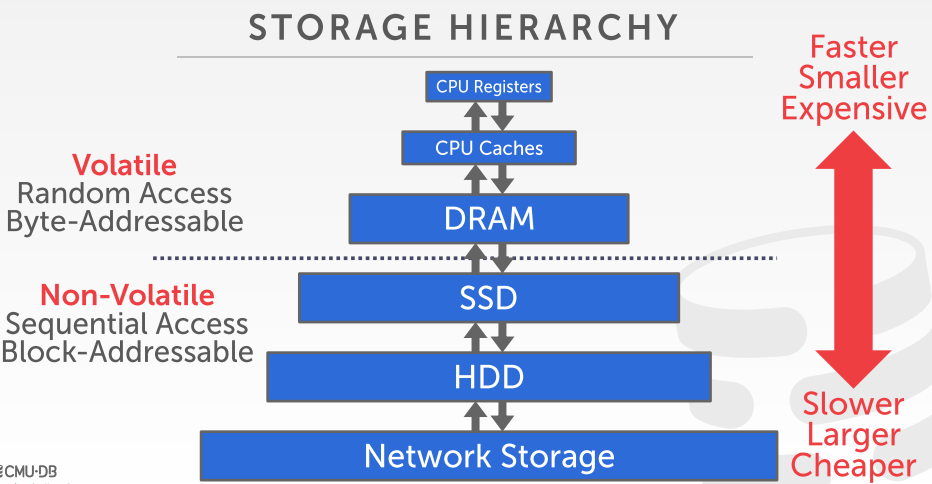 STORAGE HIERARCHY
Faster
Smaller
Expensive
CPU Registers
CPU Caches
Volatile
Random Access
Byte-Addressable
DRAM
Non-Volatile
Sequential Access
Block-Addressable
SSD
HDD
Slower
Larger
Cheaper
Network Storage
CMU·DB